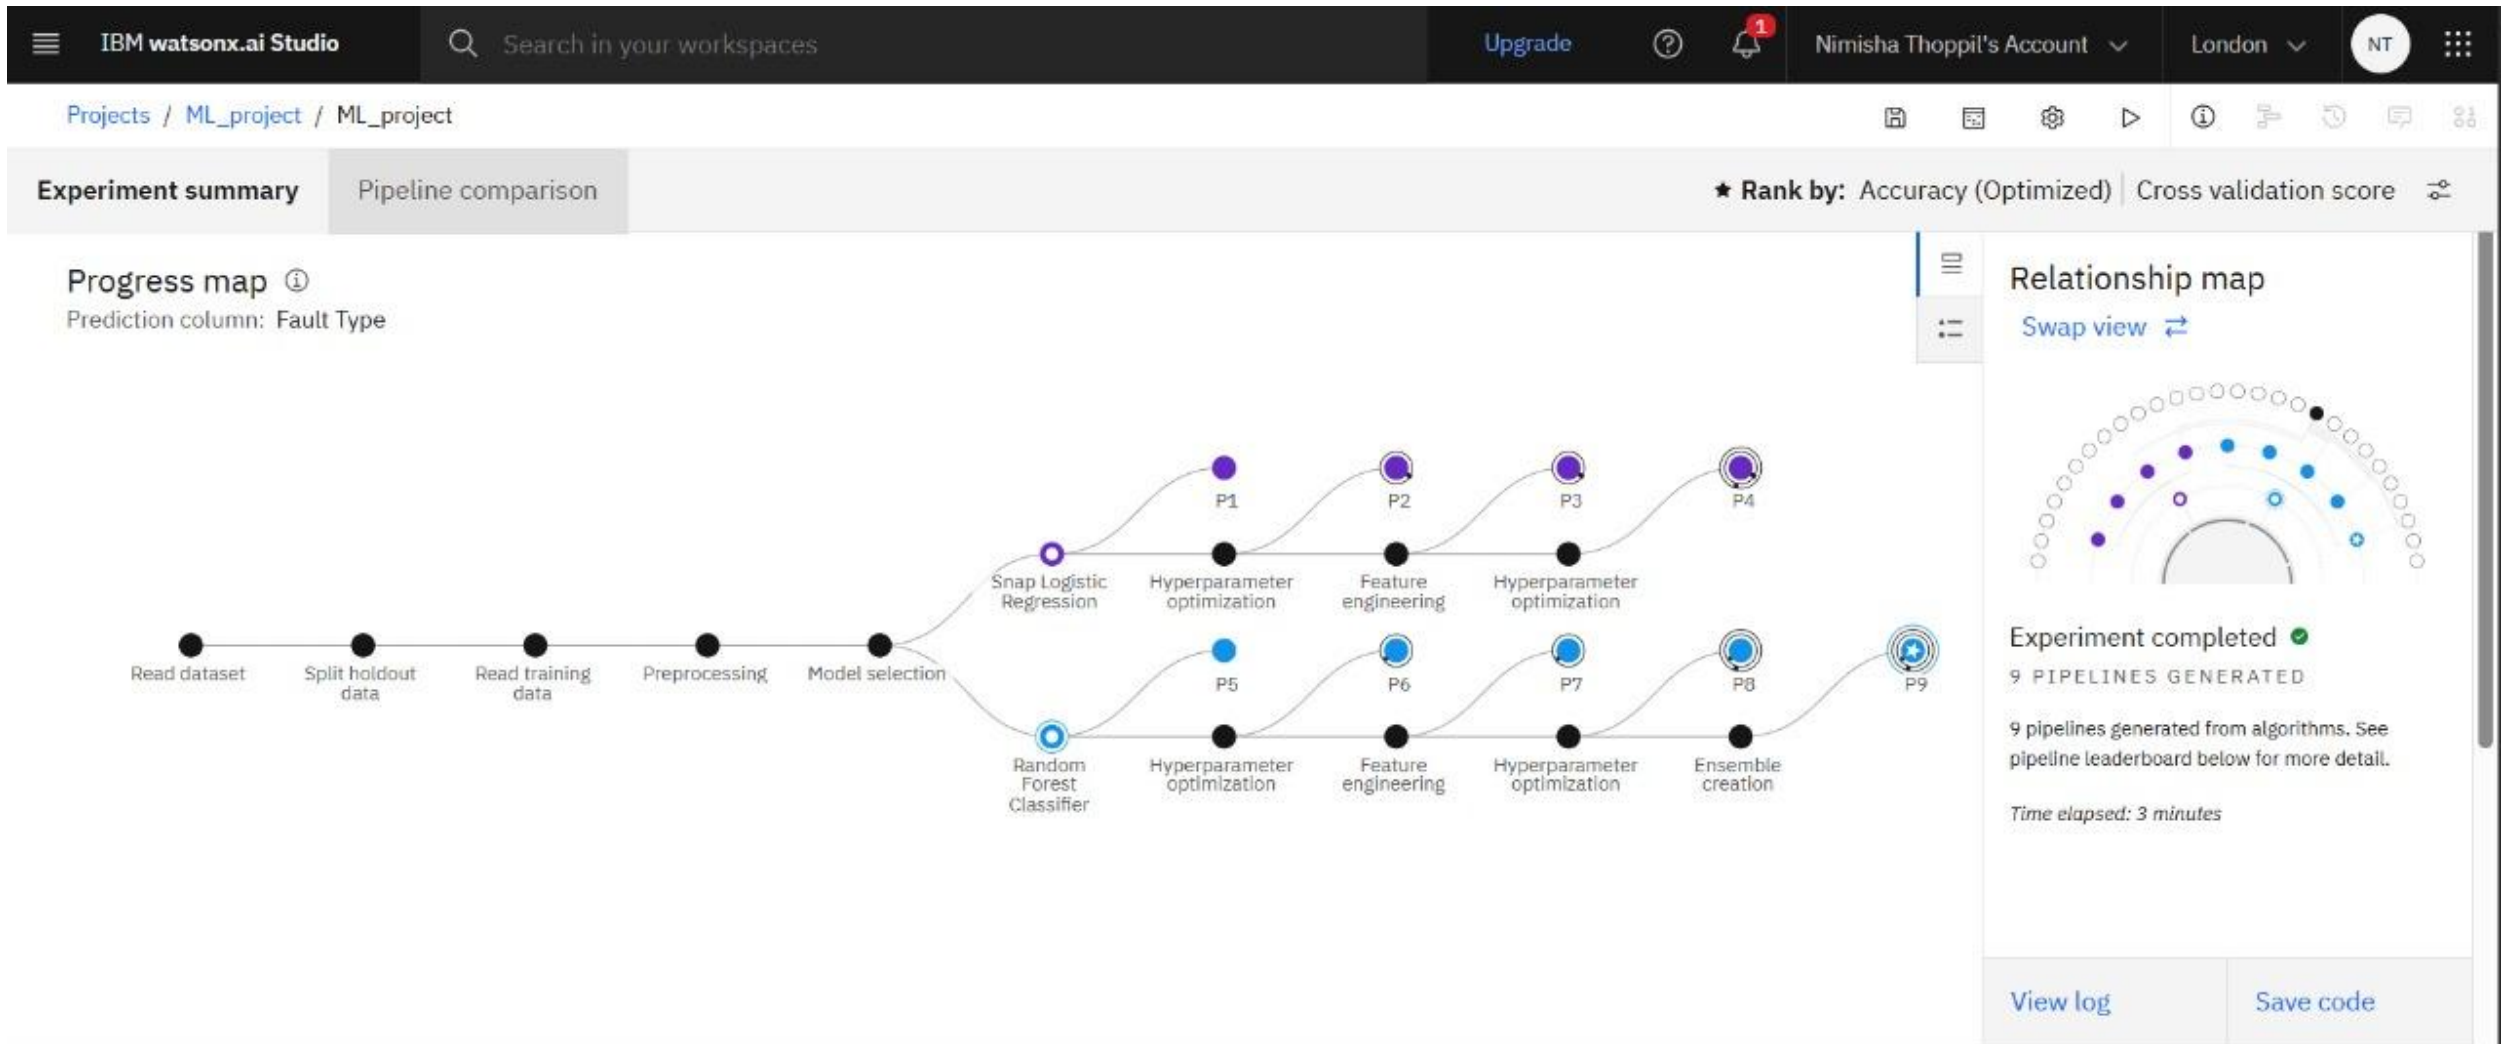 IBM watsonx.ai Studio
Search in your workspaces
Upgrade
1
Nimisha Thoppil's Account
London
NT
Projects / ML_project / ML_project
Experiment summary
Pipeline comparison
Rank by: Accuracy (Optimized) | Cross validation score
Progress map
Prediction column: Fault Type
P1
P2
P3
P4
Snap Logistic
Regression
Hyperparameter
optimization
Feature
engineering
Hyperparameter
optimization
Read dataset
Split holdout
data
Read training
data
Preprocessing
Model selection
P5
P6
P7
P8
P9
Random
Forest
Classifier
Hyperparameter
optimization
Feature
engineering
Hyperparameter
optimization
Ensemble
creation
Relationship map
Swap view
Experiment completed
9 PIPELINES GENERATED
9 pipelines generated from algorithms. See
pipeline leaderboard below for more detail.
Time elapsed: 3 minutes
View log
Save code